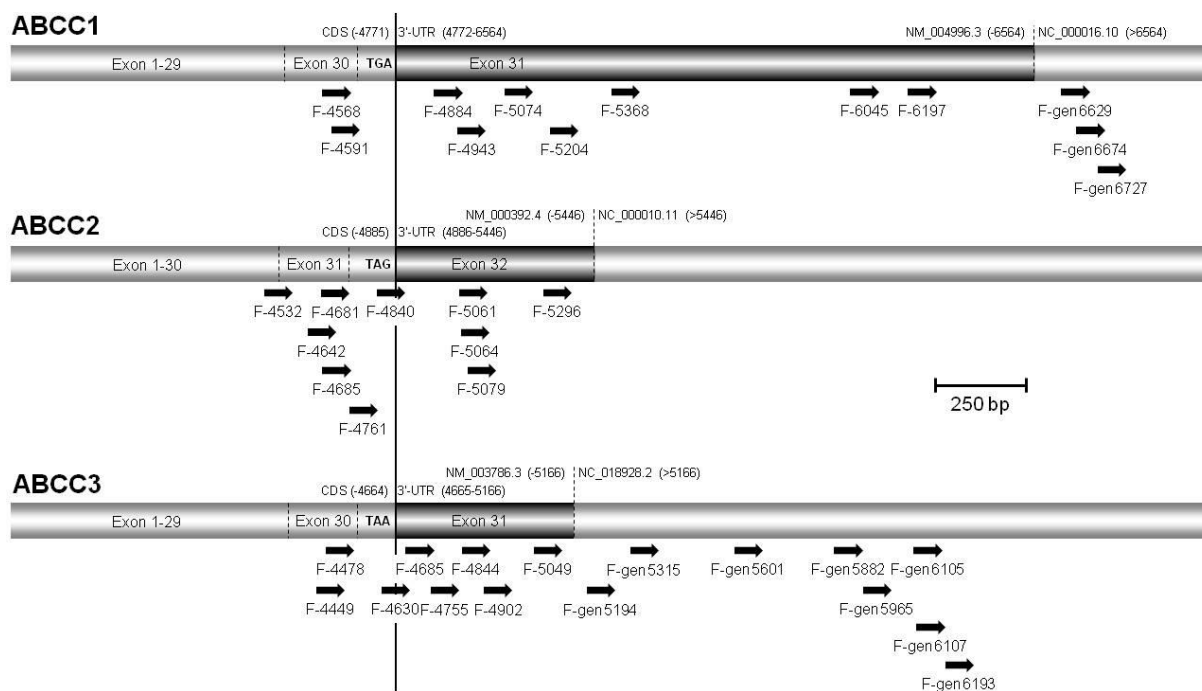 ABCC1
CDS (-4771) 3'-UTR (4772-6564) NM_004996.3 (-6564) NC_000016.10 (>6564)
Exon 1-29 Exon 30 TGA Exon 31
F-4568 F-4884 F-5074 F-5368 F-6045 F-6197 F-gen6629
F-4591 F-4943 F-5204 F-gen6674
F-gen6727
ABCC2
NM_000392.4 (-5446) NC_000010.11 (>5446)
CDS (-4885) 3'-UTR (4886-5446)
Exon 1-30 Exon 31 TAG Exon 32
F-4532 F-4681 F-4840 F-5061 F-5296
F-4642 F-5064
F-4685 F-5079
F-4761
250 bp
ABCC3
NM_003786.3 (-5166) NC_018928.2 (>5166)
CDS (-4664) 3'-UTR (4665-5166)
Exon 1-29 Exon 30 TAA Exon 31
F-4478 F-4685 F-4844 F-5049 F-gen5315 F-gen5601 F-gen5882 F-gen6105
F-4449 F-4630 F-4755 F-4902 F-gen5194 F-gen5965
F-gen6107
F-gen6193